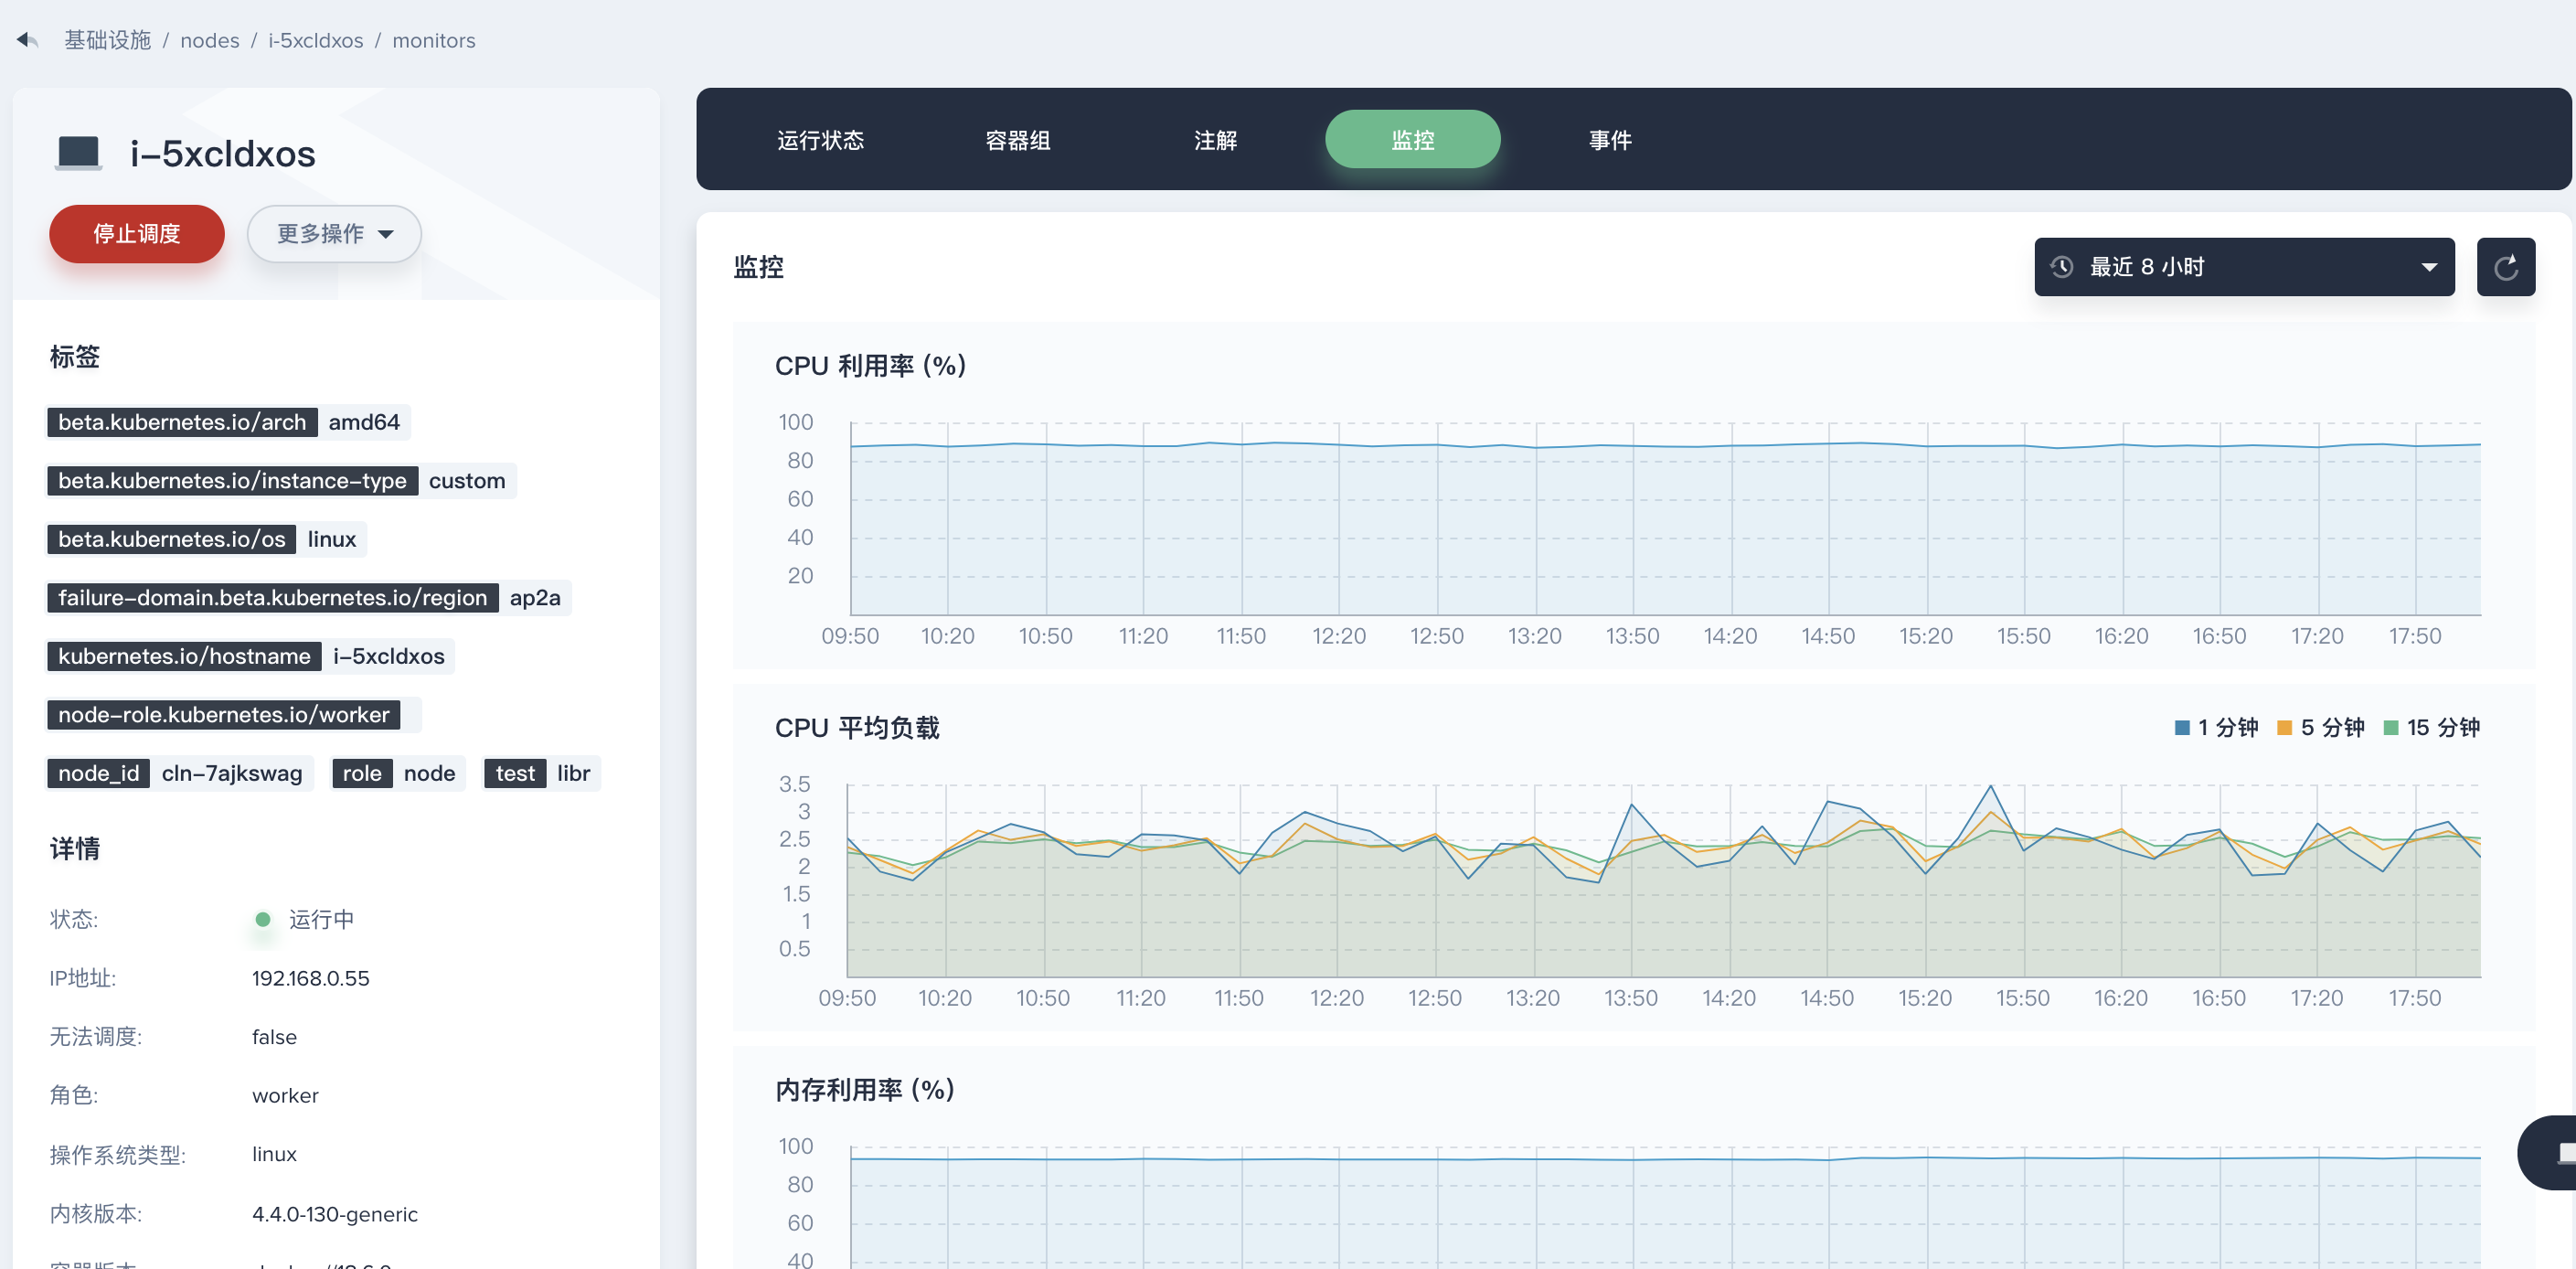 基础设施 / nodes / i-5xcldxos / monitors
i-5xcldxos
停止调度 更多操作
标签
beta.kubernetes.io/arch amd64
beta.kubernetes.io/instance-type custom
beta.kubernetes.io/os linux
failure-domain.beta.kubernetes.io/region ap2a
kubernetes.io/hostname i-5xcldxos
node-role.kubernetes.io/worker
node_id cln-7ajkswag role node test libr
详情
状态: 运行中
IP地址: 192.168.0.55
无法调度: false
角色: worker
操作系统类型: linux
内核版本: 4.4.0-130-generic
运行状态 容器组 注解 监控 事件
监控
最近 8 小时
CPU 利用率 (%)
100
80
60
40
20
09:50 10:20 10:50 11:20 11:50 12:20 12:50 13:20 13:50 14:20 14:50 15:20 15:50 16:20 16:50 17:20 17:50
CPU 平均负载
1 分钟 5 分钟 15 分钟
3.5
3
2.5
2
1.5
1
0.5
09:50 10:20 10:50 11:20 11:50 12:20 12:50 13:20 13:50 14:20 14:50 15:20 15:50 16:20 16:50 17:20 17:50
内存利用率 (%)
100
80
60
40